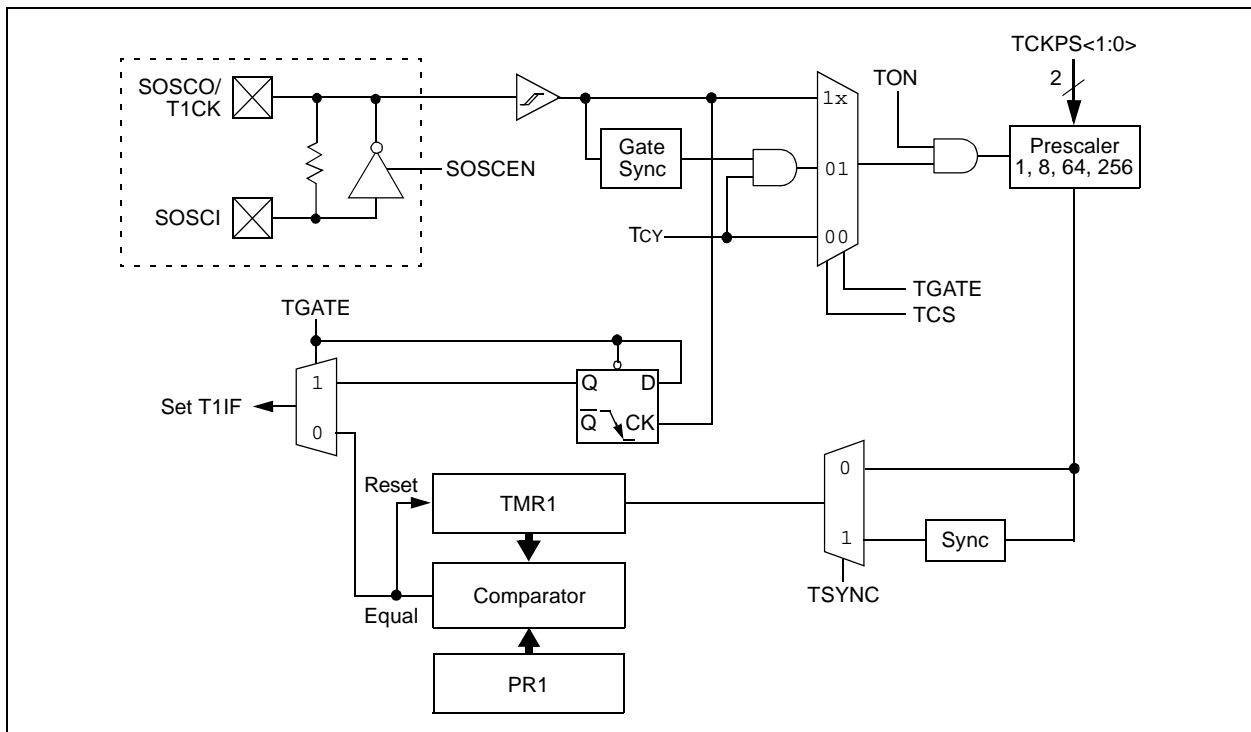 TCKPS<1:0>
SOSCO/
T1CK
TON
2
1x
Prescaler
1, 8, 64, 256
Gate
Sync
01
SOSCEN
SOSCI
TCY
00
TGATE
TCS
TGATE
1
Q
D
Set T1IF
Q
CK
0
0
Reset
TMR1
1
Sync
Comparator
TSYNC
Equal
PR1